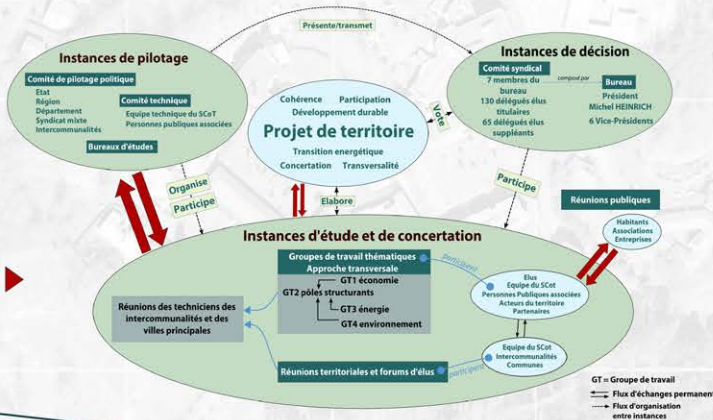 Présente/transmet
Instances de pilotage
Comité de pilotage politique
Etat
Région
Département
Syndicat mixte
Intercommunalités
Comité technique
Equipe technique du SCoT
Personnes publiques associées
Bureaux d'études
Cohérence Participation
Développement durable
Projet de territoire
Transition energétique
Concertation Transversalité
Vote
Instances de décision
Comité syndical
7 membres du
bureau
130 délégués élus
titulaires
65 délégués élus
suppléants
composé par
Bureau
Président
Michel HEINRICH
6 Vice-Présidents
Organise
Participe
Elabore
Participe
Réunions publiques
Habitants
Associations
Entreprises
Instances d'étude et de concertation
Groupes de travail thématiques
Approche transversale
GT1 économie
GT2 pôles structurants
GT3 énergie
GT4 environnement
Réunions des techniciens des
intercommunalités et des
villes principales
participent
Elus
Equipe du SCot
Personnes Publiques associées
Acteurs du territoire
Partenaires
Réunions territoriales et forums d'élus
participent
Equipe du SCot
Intercommunalités
Communes
GT = Groupe de travail
Flux d'échanges permanent
Flux d'organisation
entre instances